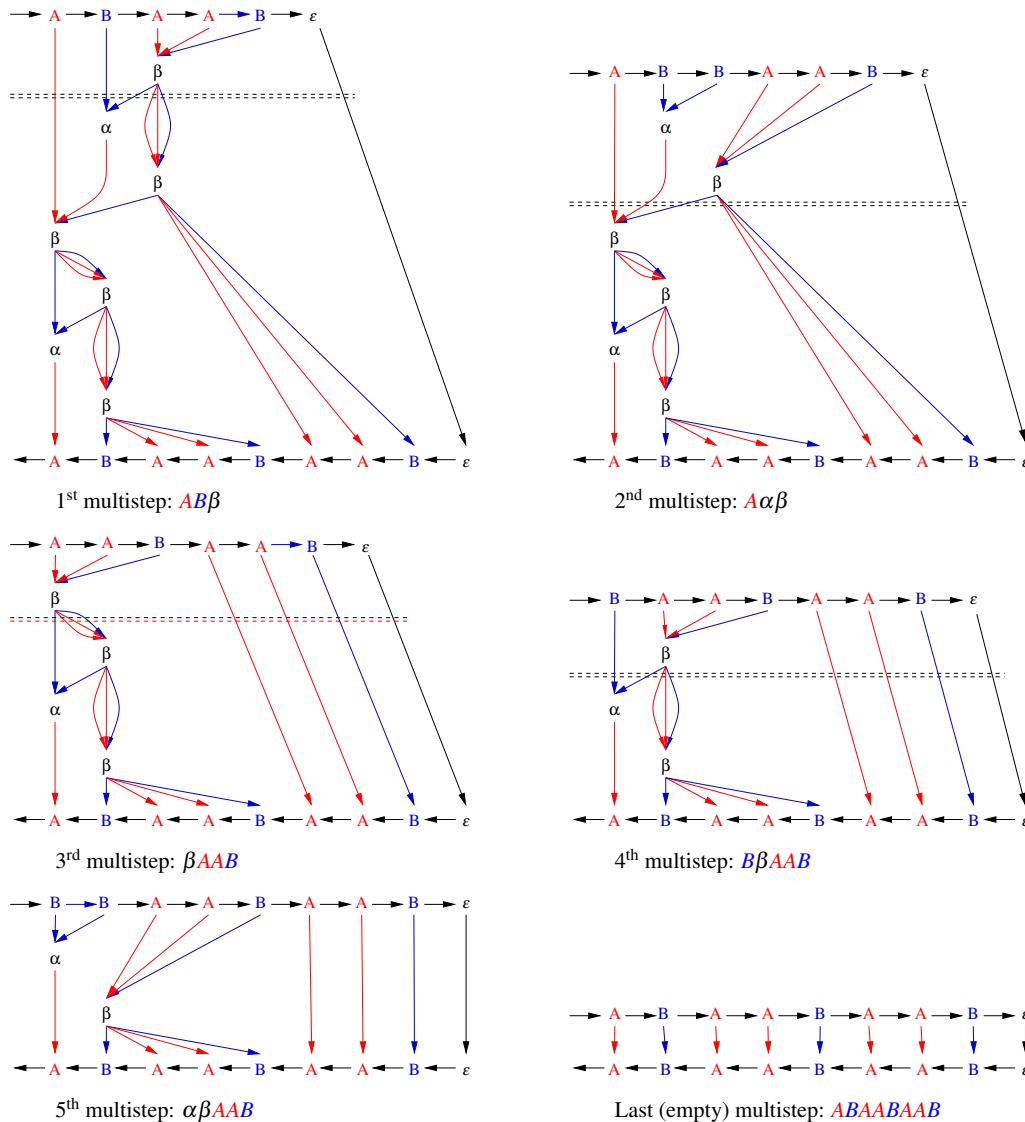 A B A A B ε
β
α
β
β
β
α
β
A B A A B A A B ε
1st multistep: ABβ
A B B A A B ε
α
β
β
β
α
β
A B A A B A A B ε
2nd multistep: Aαβ
A A B A A B ε
β
β
α
β
A B A A B A A B ε
3rd multistep: βAAB
B A A B A A B ε
β
α
β
A B A A B A A B ε
4th multistep: BβAAB
B B A A B A A B ε
α
β
A B A A B A A B ε
5th multistep: αβAAB
A B A A B A A B ε
A B A A B A A B ε
Last (empty) multistep: ABAABAAB